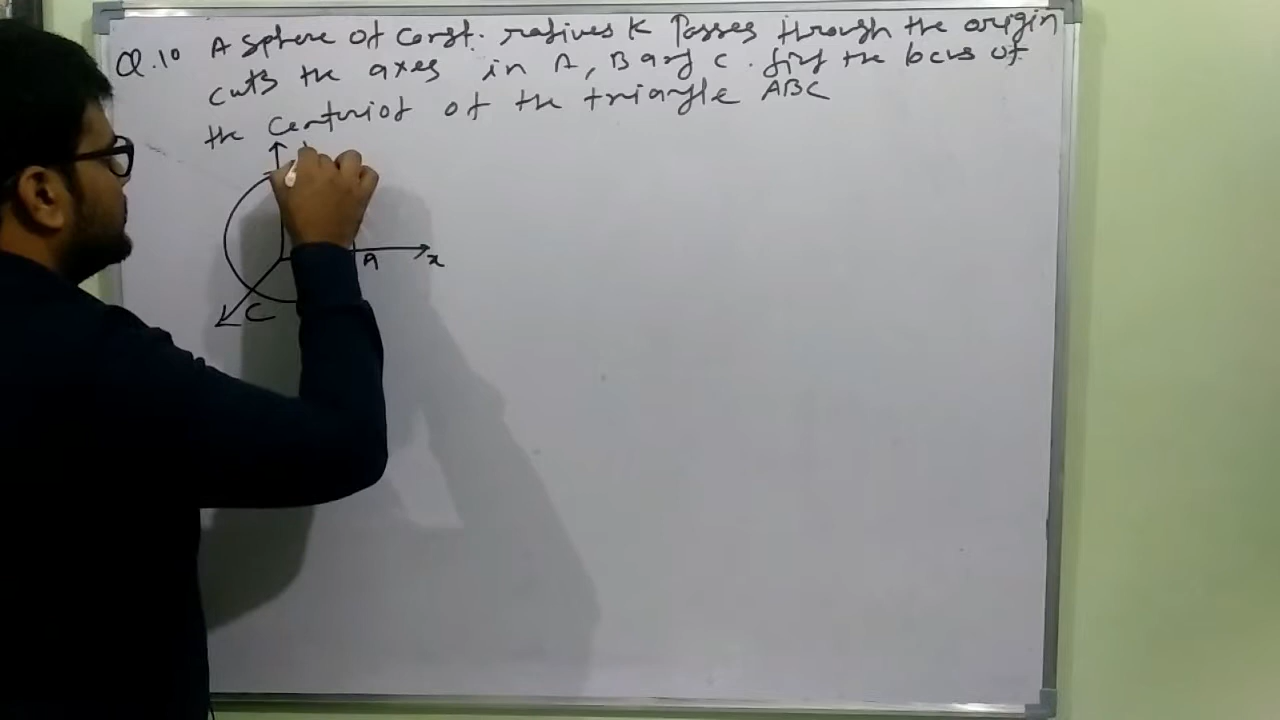 Q.10 A sphere of const. radius K passes through the origin
cuts the axes in A, B and C. find the locus of
the centriod of the triangle ABC
A
x
C